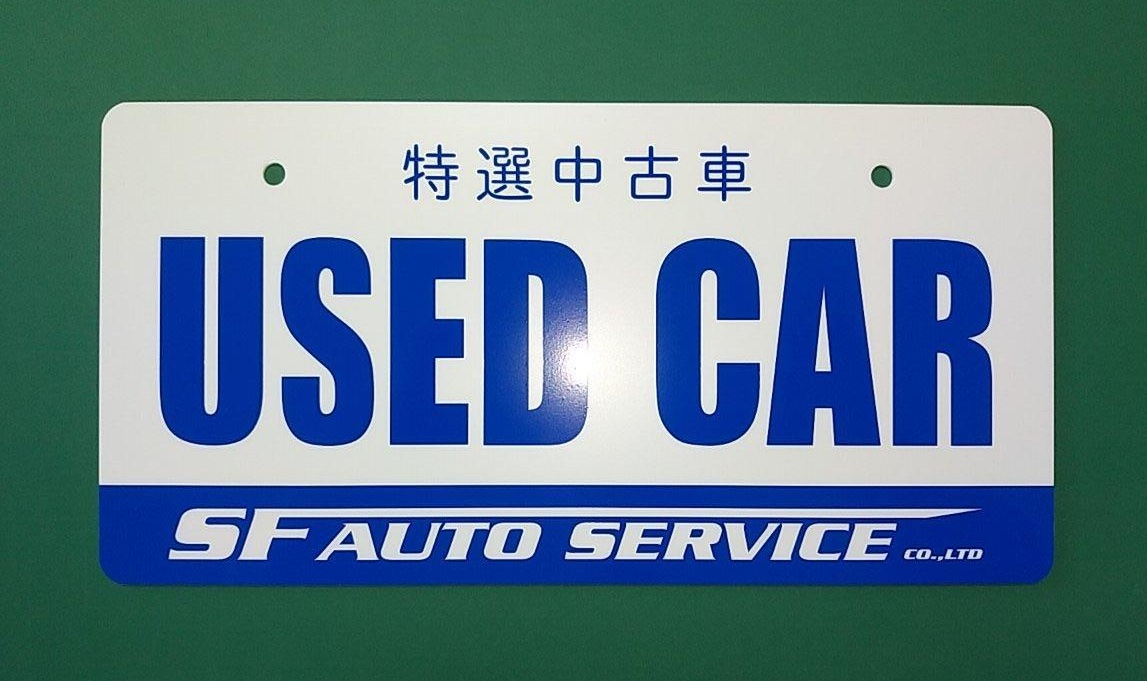 特選中古車
USED CAR
SF AUTO SERVICE CO.,LTD